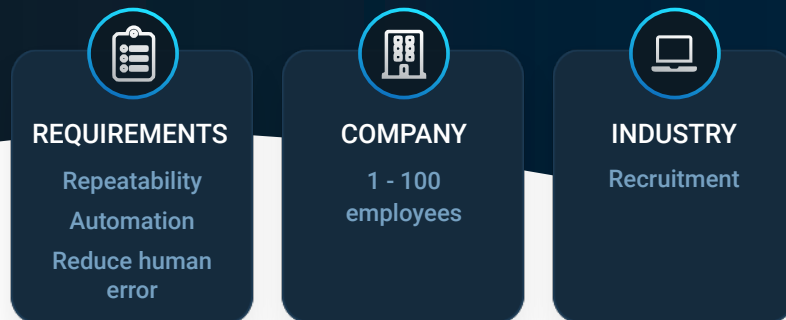 REQUIREMENTS
Repeatability
Automation
Reduce human
error
COMPANY
1 - 100
employees
INDUSTRY
Recruitment